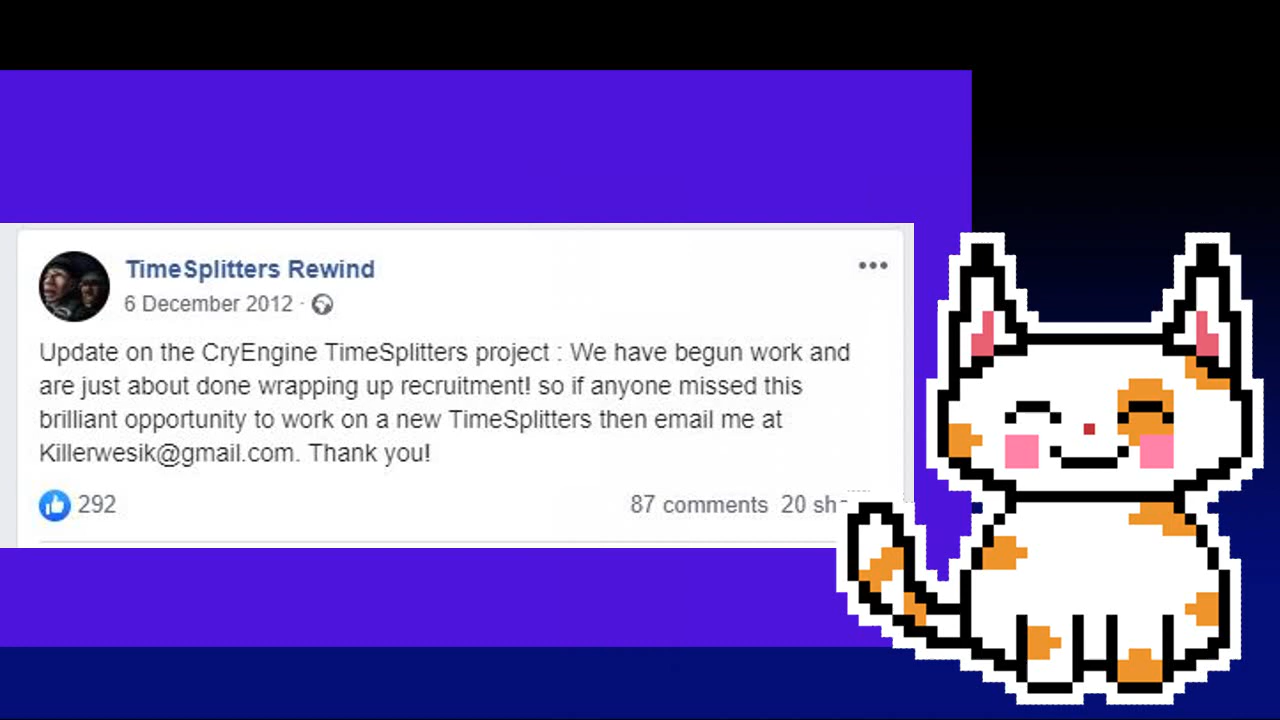 TimeSplitters Rewind
6 December 2012 ·
Update on the CryEngine TimeSplitters project : We have begun work and
are just about done wrapping up recruitment! so if anyone missed this
brilliant opportunity to work on a new TimeSplitters then email me at
Killerwesik@gmail.com. Thank you!
292
87 comments 20